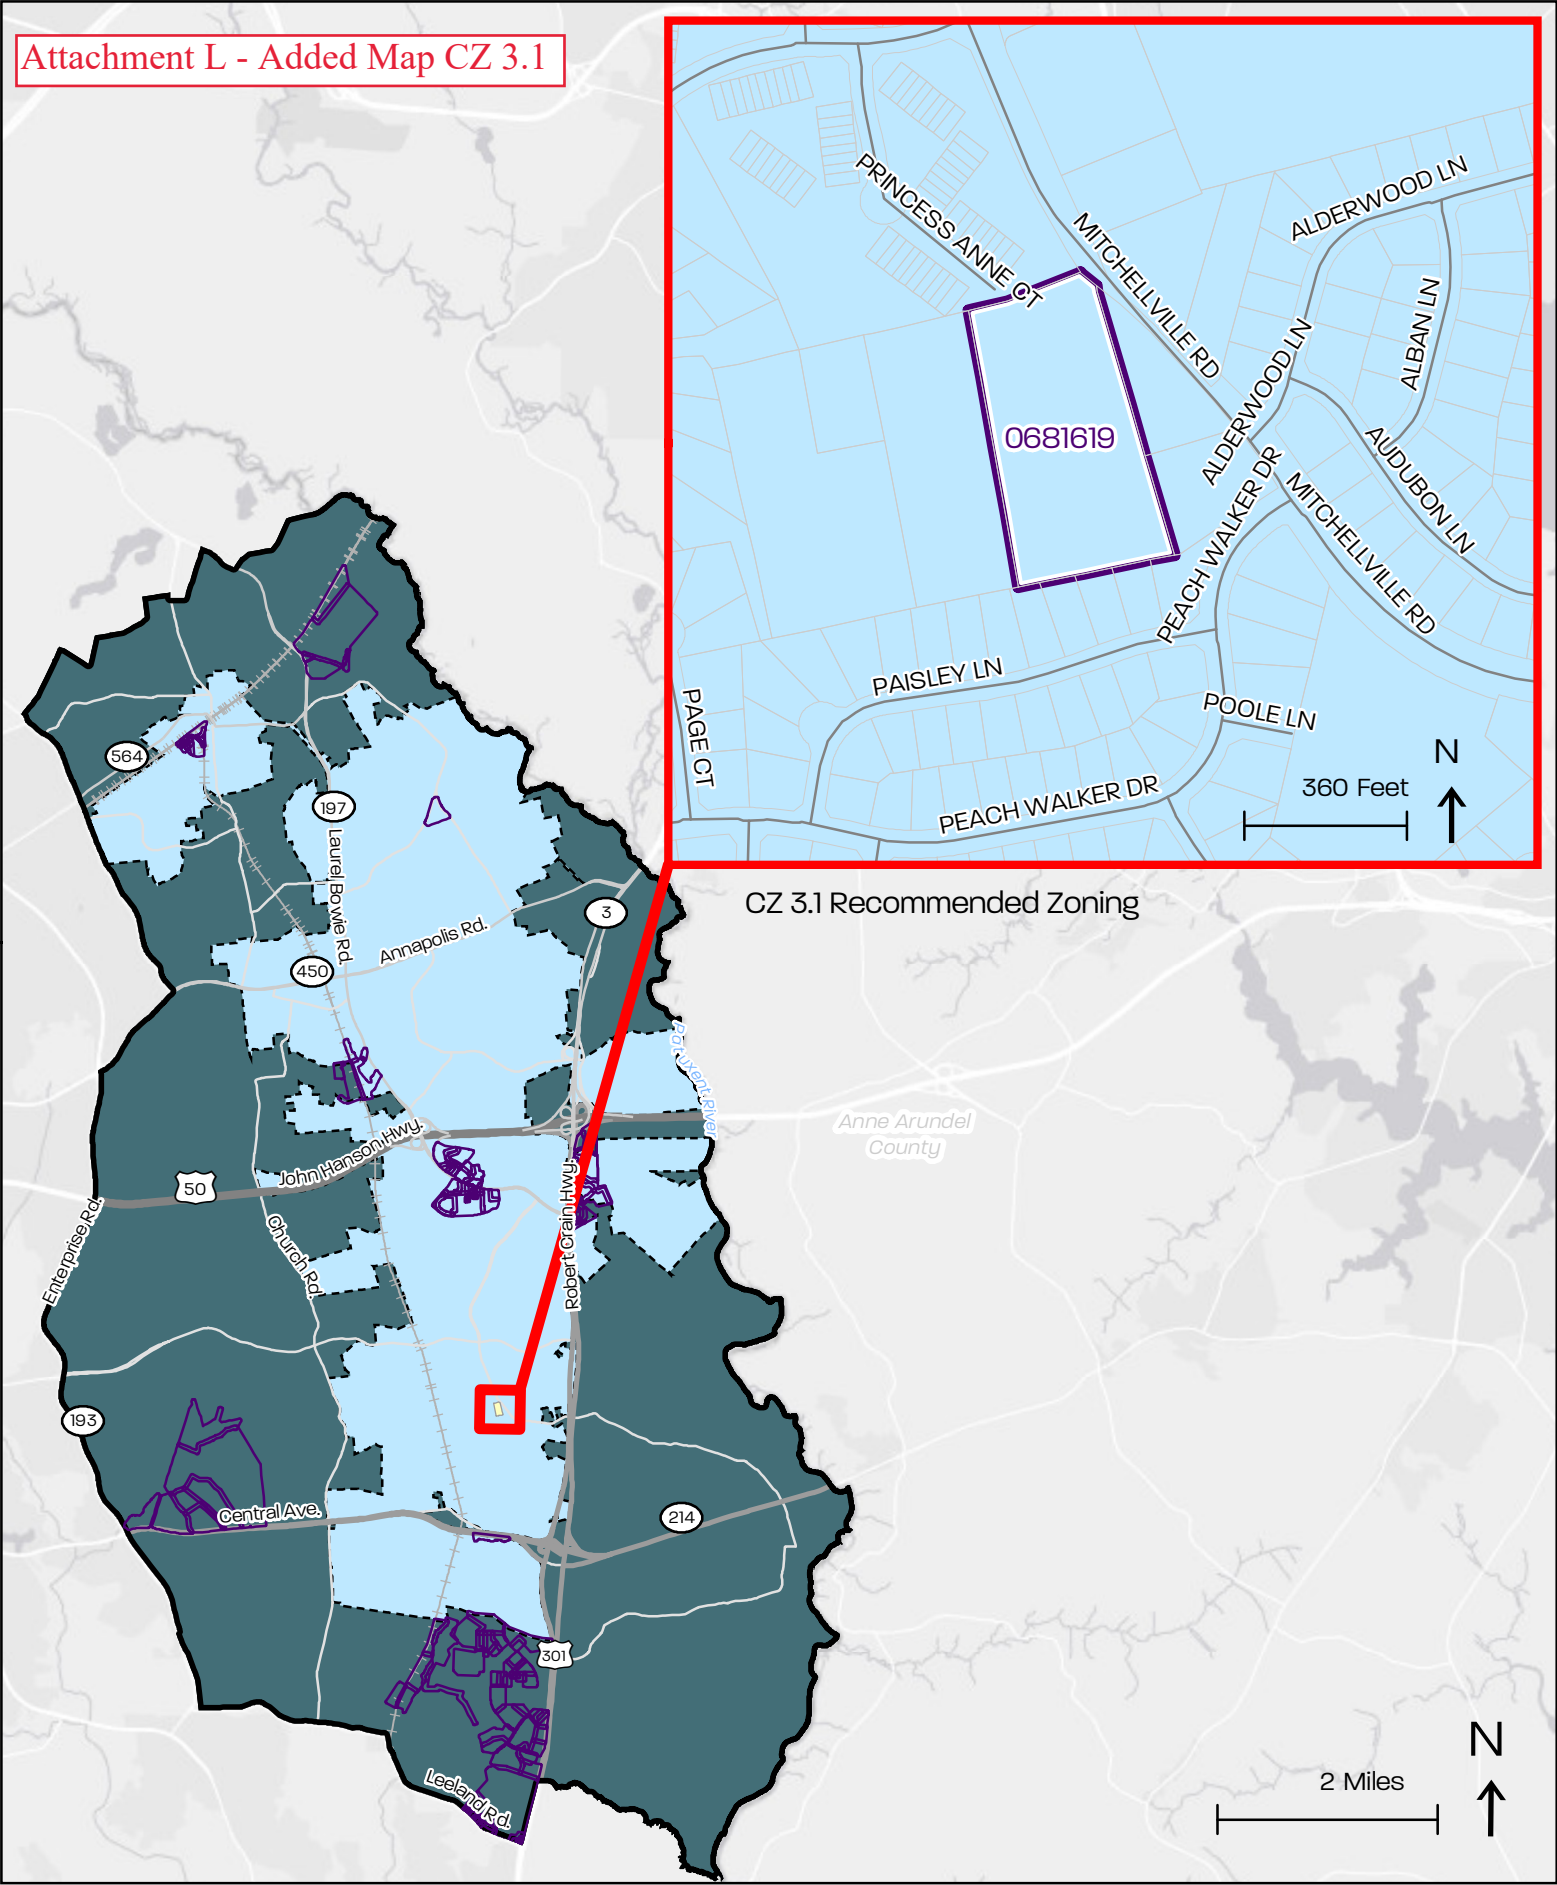 Attachment L - Added Map CZ 3.1
PRINCESS ANNE CT
MITCHELLVILLE RD
ALDERWOOD LN
ALBAN LN
ALDERWOOD LN
0681619
AUDUBON LN
PEACH WALKER DR
MITCHELLVILLE RD
PAISLEY LN
PAGE CT
POOLE LN
PEACH WALKER DR
360 Feet
N
CZ 3.1 Recommended Zoning
564
197
Laurel Bowie Rd.
3
Annapolis Rd.
450
Patuxent River
Anne Arundel
County
John Hanson Hwy.
50
Enterprise Rd.
Church Rd.
Robert Crain Hwy.
193
Central Ave.
214
301
Leeland Rd.
2 Miles
N